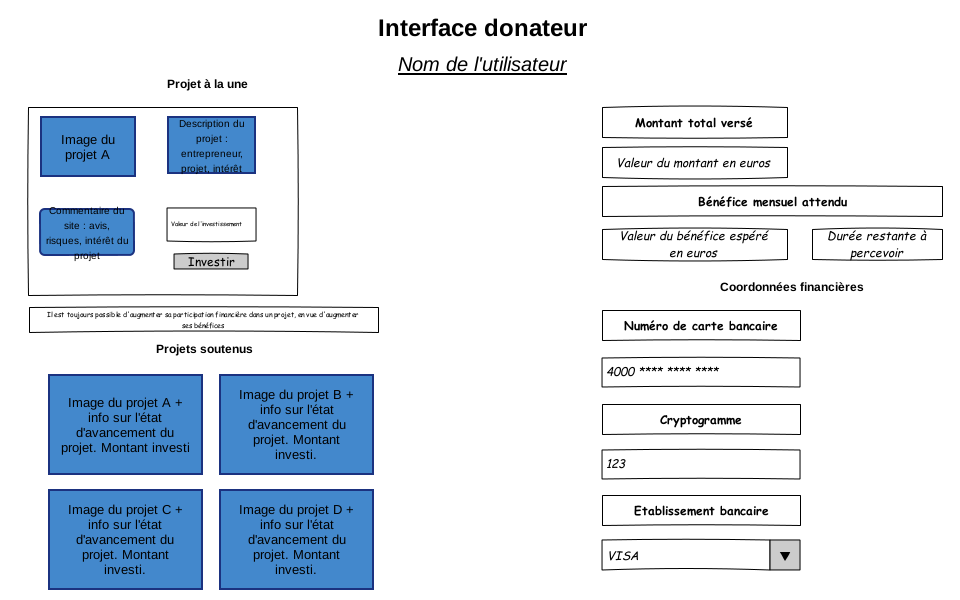 Interface donateur
Nom de l'utilisateur
Projet à la une
Image du
projet A
Description du
projet :
entrepreneur,
projet, intérêt
Commentaire du
site : avis,
risques, intérêt du
projet
Valeur de l'investissement
Investir
Il est toujours possible d'augmenter sa participation financière dans un projet, en vue d'augmenter
ses bénéfices
Projets soutenus
Image du projet A +
info sur l'état
d'avancement du
projet. Montant investi
Image du projet B +
info sur l'état
d'avancement du
projet. Montant
investi.
Image du projet C +
info sur l'état
d'avancement du
projet. Montant
investi.
Image du projet D +
info sur l'état
d'avancement du
projet. Montant
investi.
Montant total versé
Valeur du montant en euros
Bénéfice mensuel attendu
Valeur du bénéfice espéré
en euros
Durée restante à
percevoir
Coordonnées financières
Numéro de carte bancaire
4000 **** **** ****
Cryptogramme
123
Etablissement bancaire
VISA